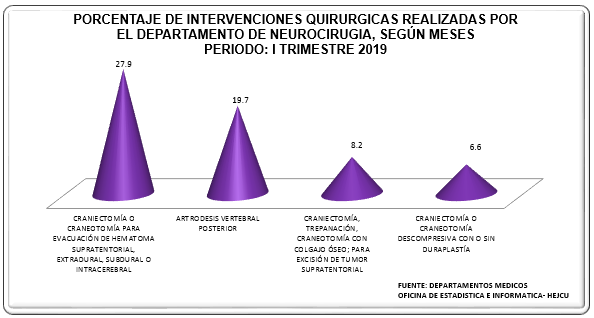 PORCENTAJE DE INTERVENCIONES QUIRURGICAS REALIZADAS POR
EL DEPARTAMENTO DE NEUROCIRUGIA, SEGÚN MESES
PERIODO: I TRIMESTRE 2019
27.9
19.7
8.2
6.6
CRANIECTOMÍA O
CRANEOTOMÍA PARA
EVACUACIÓN DE HEMATOMA
SUPRATENTORIAL,
EXTRADURAL, SUBDURAL O
INTRACEREBRAL
ARTRODESIS VERTEBRAL
POSTERIOR
CRANIECTOMÍA,
TREPANACIÓN,
CRANEOTOMÍA CON
COLGAJO ÓSEO; PARA
EXCISIÓN DE TUMOR
SUPRATENTORIAL
CRANIECTOMÍA O
CRANEOTOMÍA
DESCOMPRESIVA CON O SIN
DURAPLASTÍA
FUENTE: DEPARTAMENTOS MEDICOS
OFICINA DE ESTADISTICA E INFORMATICA- HEJCU